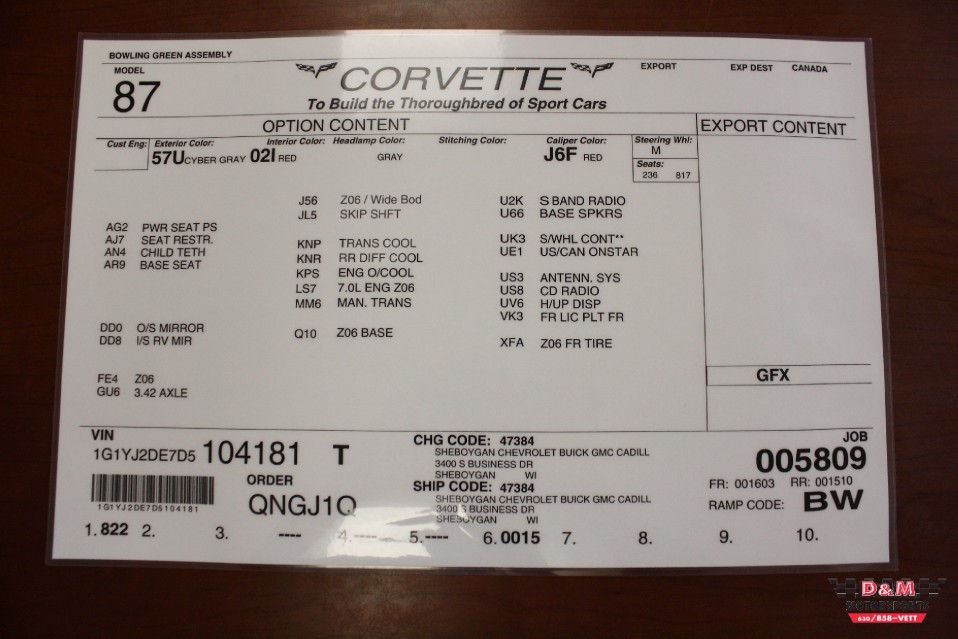 BOWLING GREEN ASSEMBLY
MODEL
87
CORVETTE
To Build the Thoroughbred of Sport Cars
EXPORT EXP DEST CANADA
OPTION CONTENT
EXPORT CONTENT
Cust Eng: Exterior Color: Interior Color: Headlamp Color: Stitching Color: Caliper Color: Steering Whl:
57U CYBER GRAY 02I RED GRAY J6F RED M
Seats:
236 817
J56 Z06 / Wide Bod
JL5 SKIP SHFT
U2K S BAND RADIO
U66 BASE SPKRS
AG2 PWR SEAT PS
AJ7 SEAT RESTR.
AN4 CHILD TETH
AR9 BASE SEAT
KNP TRANS COOL
KNR RR DIFF COOL
KPS ENG O/COOL
LS7 7.0L ENG Z06
MM6 MAN. TRANS
UK3 S/WHL CONT**
UE1 US/CAN ONSTAR
US3 ANTENN. SYS
US8 CD RADIO
UV6 H/UP DISP
VK3 FR LIC PLT FR
DD0 O/S MIRROR
DD8 I/S RV MIR
Q10 Z06 BASE
XFA Z06 FR TIRE
FE4 Z06
GU6 3.42 AXLE
GFX
VIN
1G1YJ2DE7D5 104181 T
1G1YJ2DE7D5104181
ORDER
QNGJ1Q
CHG CODE: 47384
SHEBOYGAN CHEVROLET BUICK GMC CADILL
3400 S BUSINESS DR
SHEBOYGAN WI
SHIP CODE: 47384
SHEBOYGAN CHEVROLET BUICK GMC CADILL
3400 S BUSINESS DR
SHEBOYGAN WI
JOB
005809
FR: 001603 RR: 001510
RAMP CODE: BW
1. 822 2. 3. ---- 4. ---- 5. ---- 6. 0015 7. 8. 9. 10.
D&M
MOTORSPORTS
630/858-VETT